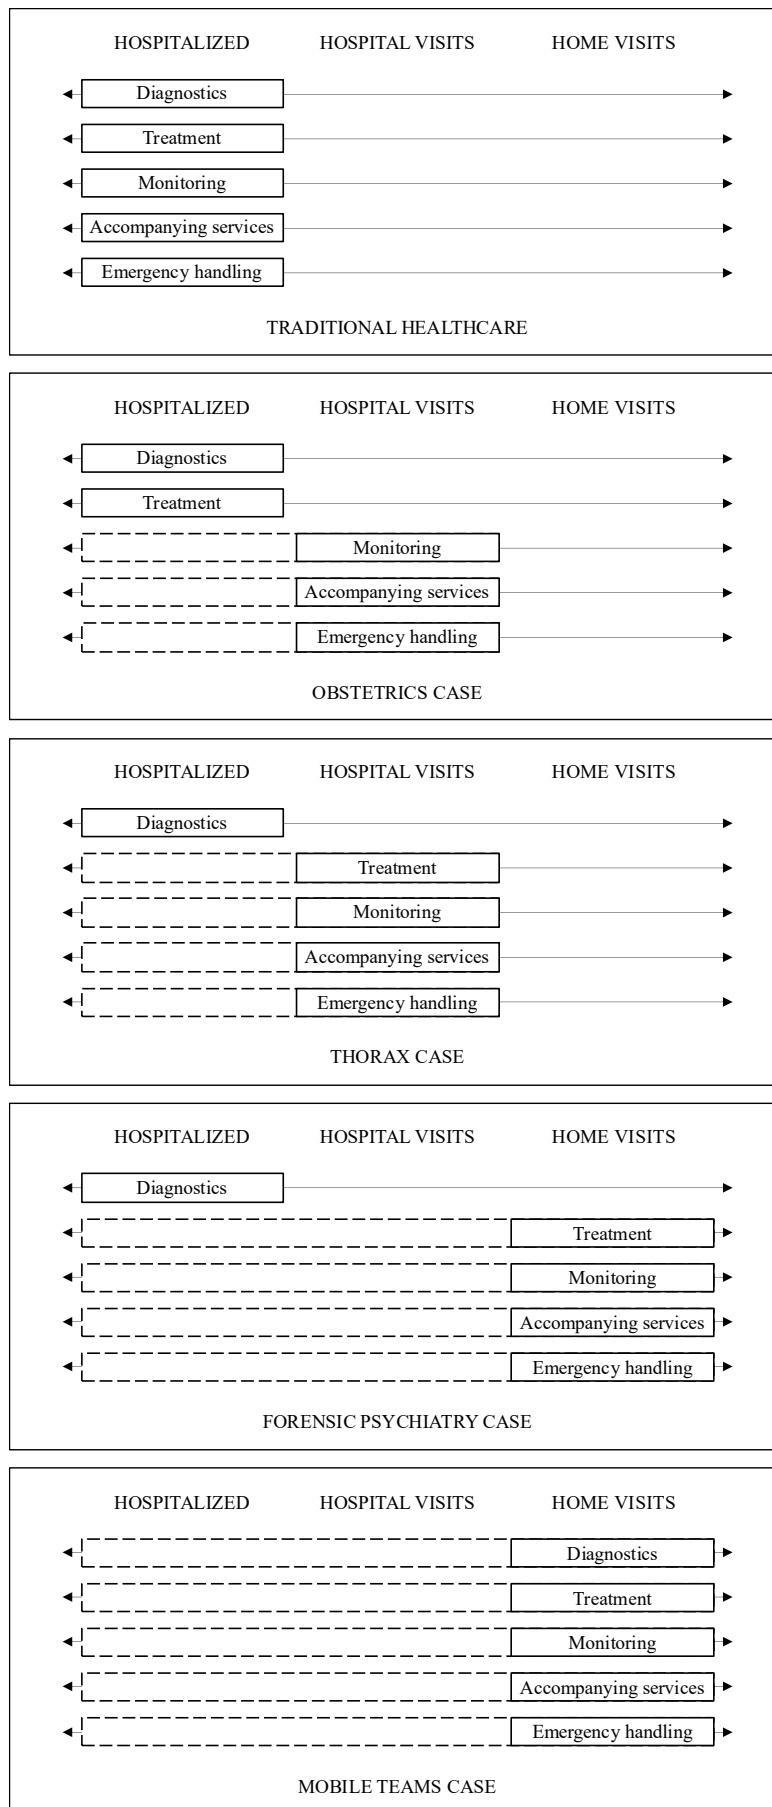 HOSPITALIZED HOSPITAL VISITS HOME VISITS
Diagnostics
Treatment
Monitoring
Accompanying services
Emergency handling
TRADITIONAL HEALTHCARE
HOSPITALIZED HOSPITAL VISITS HOME VISITS
Diagnostics
Treatment
Monitoring
Accompanying services
Emergency handling
OBSTETRICS CASE
HOSPITALIZED HOSPITAL VISITS HOME VISITS
Diagnostics
Treatment
Monitoring
Accompanying services
Emergency handling
THORAX CASE
HOSPITALIZED HOSPITAL VISITS HOME VISITS
Diagnostics
Treatment
Monitoring
Accompanying services
Emergency handling
FORENSIC PSYCHIATRY CASE
HOSPITALIZED HOSPITAL VISITS HOME VISITS
Diagnostics
Treatment
Monitoring
Accompanying services
Emergency handling
MOBILE TEAMS CASE